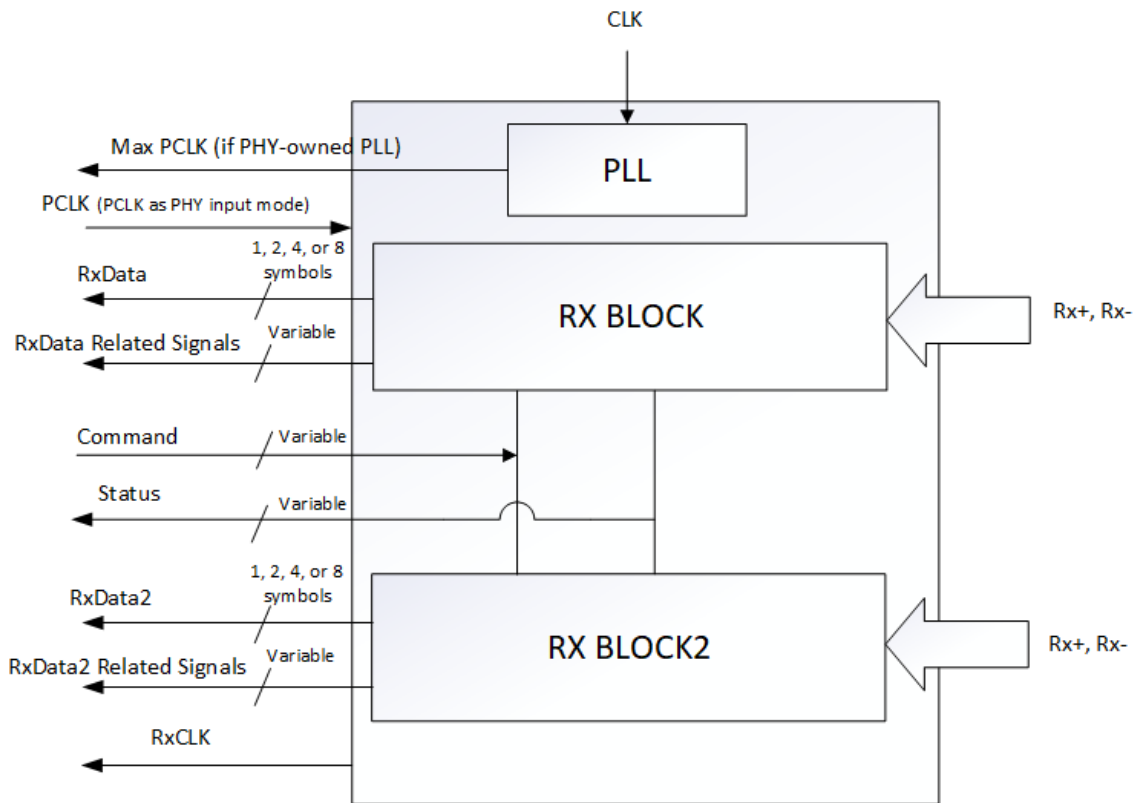 CLK
Max PCLK (if PHY-owned PLL)
PLL
PCLK (PCLK as PHY input mode)
1, 2, 4, or 8
symbols
RxData
RX BLOCK
Rx+, Rx-
Variable
RxData Related Signals
Command
Variable
Status
Variable
1, 2, 4, or 8
symbols
RxData2
RX BLOCK2
Rx+, Rx-
Variable
RxData2 Related Signals
RxCLK